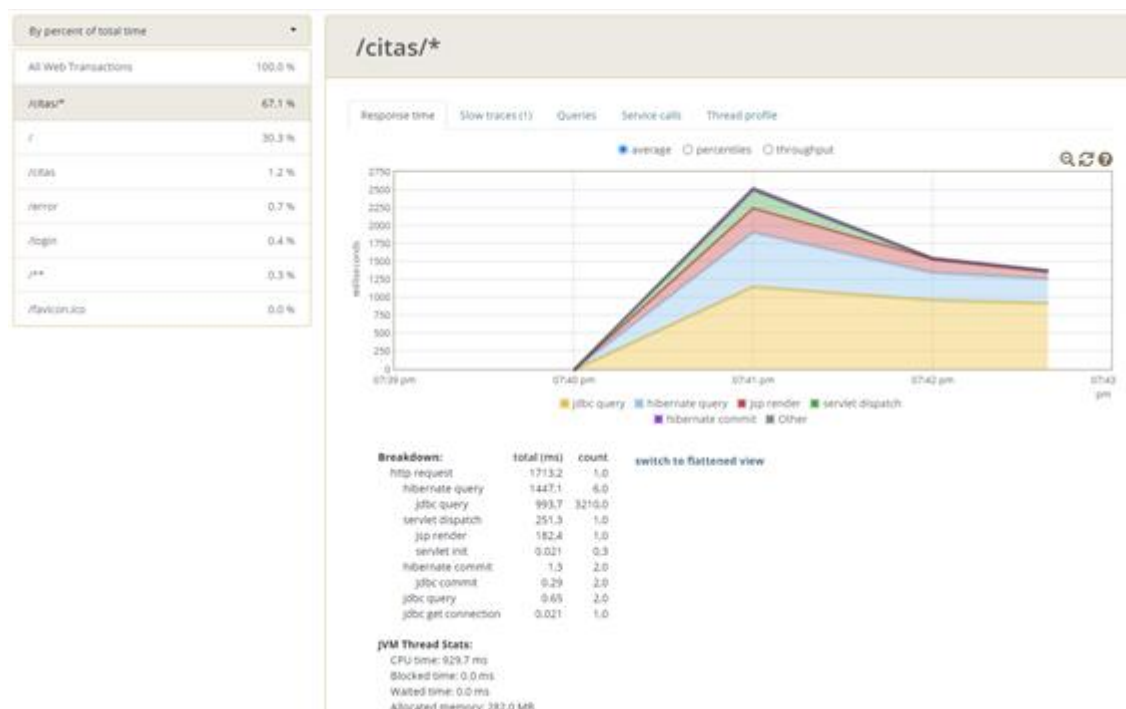 By percent of total time
All Web Transactions 100.0 %
/citas/* 67.1 %
/ 30.3 %
/citas 1.2 %
/error 0.7 %
/login 0.4 %
/** 0.3 %
/favicon.ico 0.0 %
/citas/*
Response time Slow traces (1) Queries Service calls Thread profile
average percentiles throughput
milliseconds
2750
2500
2250
2000
1750
1500
1250
1000
750
500
250
0
07:39 pm 07:40 pm 07:41 pm 07:42 pm 07:43 pm
jdbc query hibernate query jsp render servlet dispatch
hibernate commit Other
Breakdown: total (ms) count switch to flattened view
http request 1713.2 1.0
hibernate query 1447.1 6.0
jdbc query 993.7 3210.0
servlet dispatch 251.3 1.0
jsp render 182.4 1.0
servlet init 0.021 0.3
hibernate commit 1.3 2.0
jdbc commit 0.29 2.0
jdbc query 0.65 2.0
jdbc get connection 0.021 1.0
JVM Thread Stats:
CPU time: 929.7 ms
Blocked time: 0.0 ms
Waited time: 0.0 ms
Allocated memory: 282.0 MB